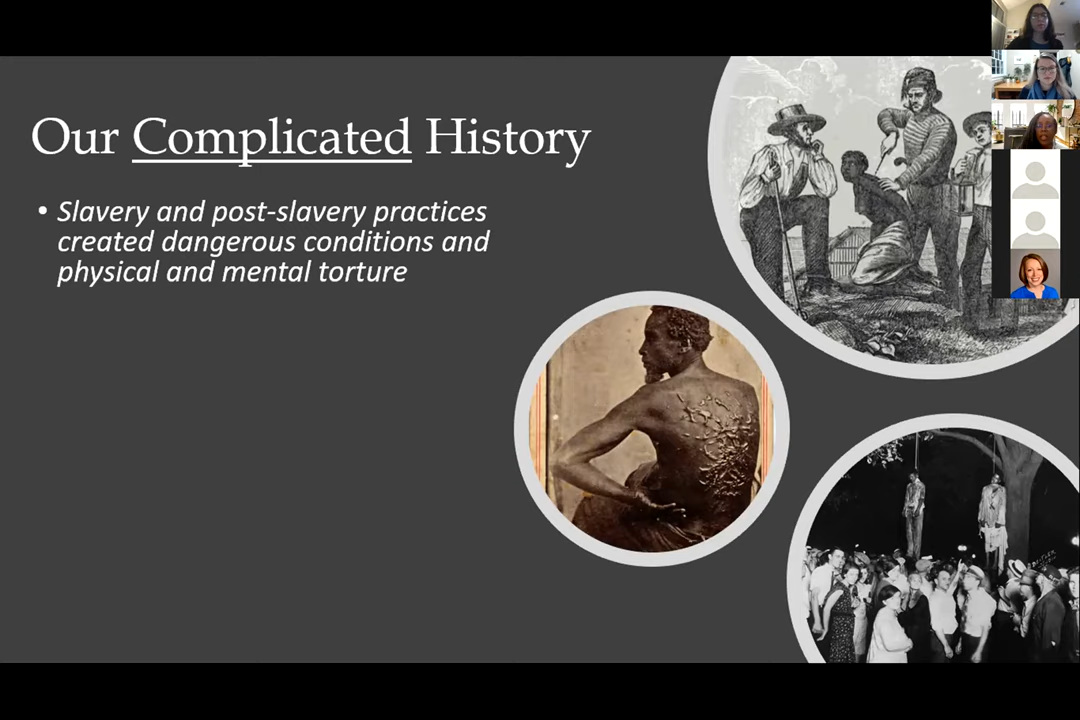 Our Complicated History
• Slavery and post-slavery practices
created dangerous conditions and
physical and mental torture